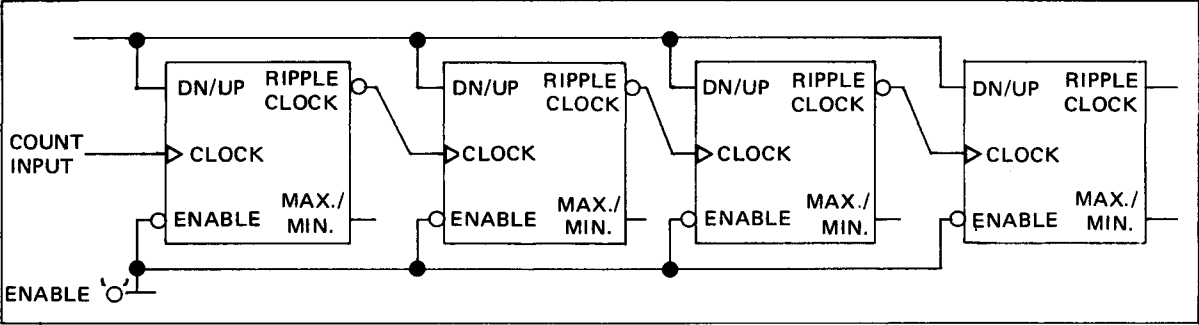 DN/UP RIPPLE CLOCK
COUNT INPUT
CLOCK
ENABLE MAX./ MIN.
DN/UP RIPPLE CLOCK
CLOCK
ENABLE MAX./ MIN.
DN/UP RIPPLE CLOCK
CLOCK
ENABLE MAX./ MIN.
DN/UP RIPPLE CLOCK
CLOCK
ENABLE MAX./ MIN.
ENABLE 'O'